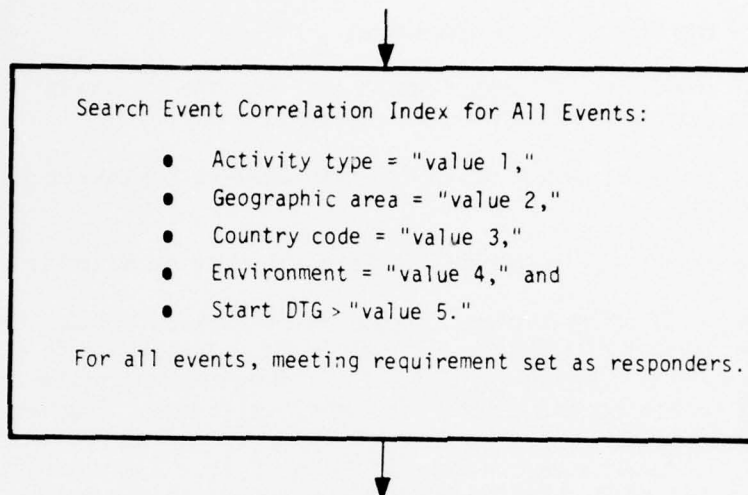 Search Event Correlation Index for All Events:
● Activity type = "value 1,"
● Geographic area = "value 2,"
● Country code = "value 3,"
● Environment = "value 4," and
● Start DTG > "value 5."
For all events, meeting requirement set as responders.